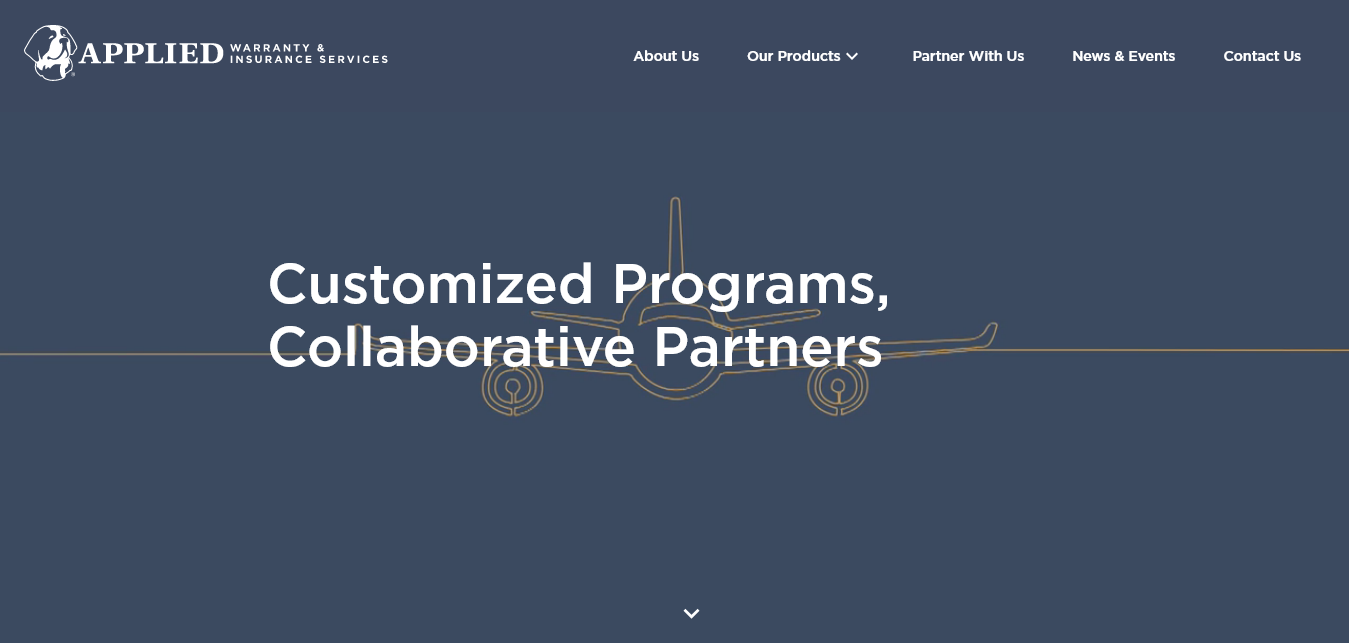 APPLIED WARRANTY &
INSURANCE SERVICES
About Us
Our Products
Partner With Us
News & Events
Contact Us
Customized Programs,
Collaborative Partners